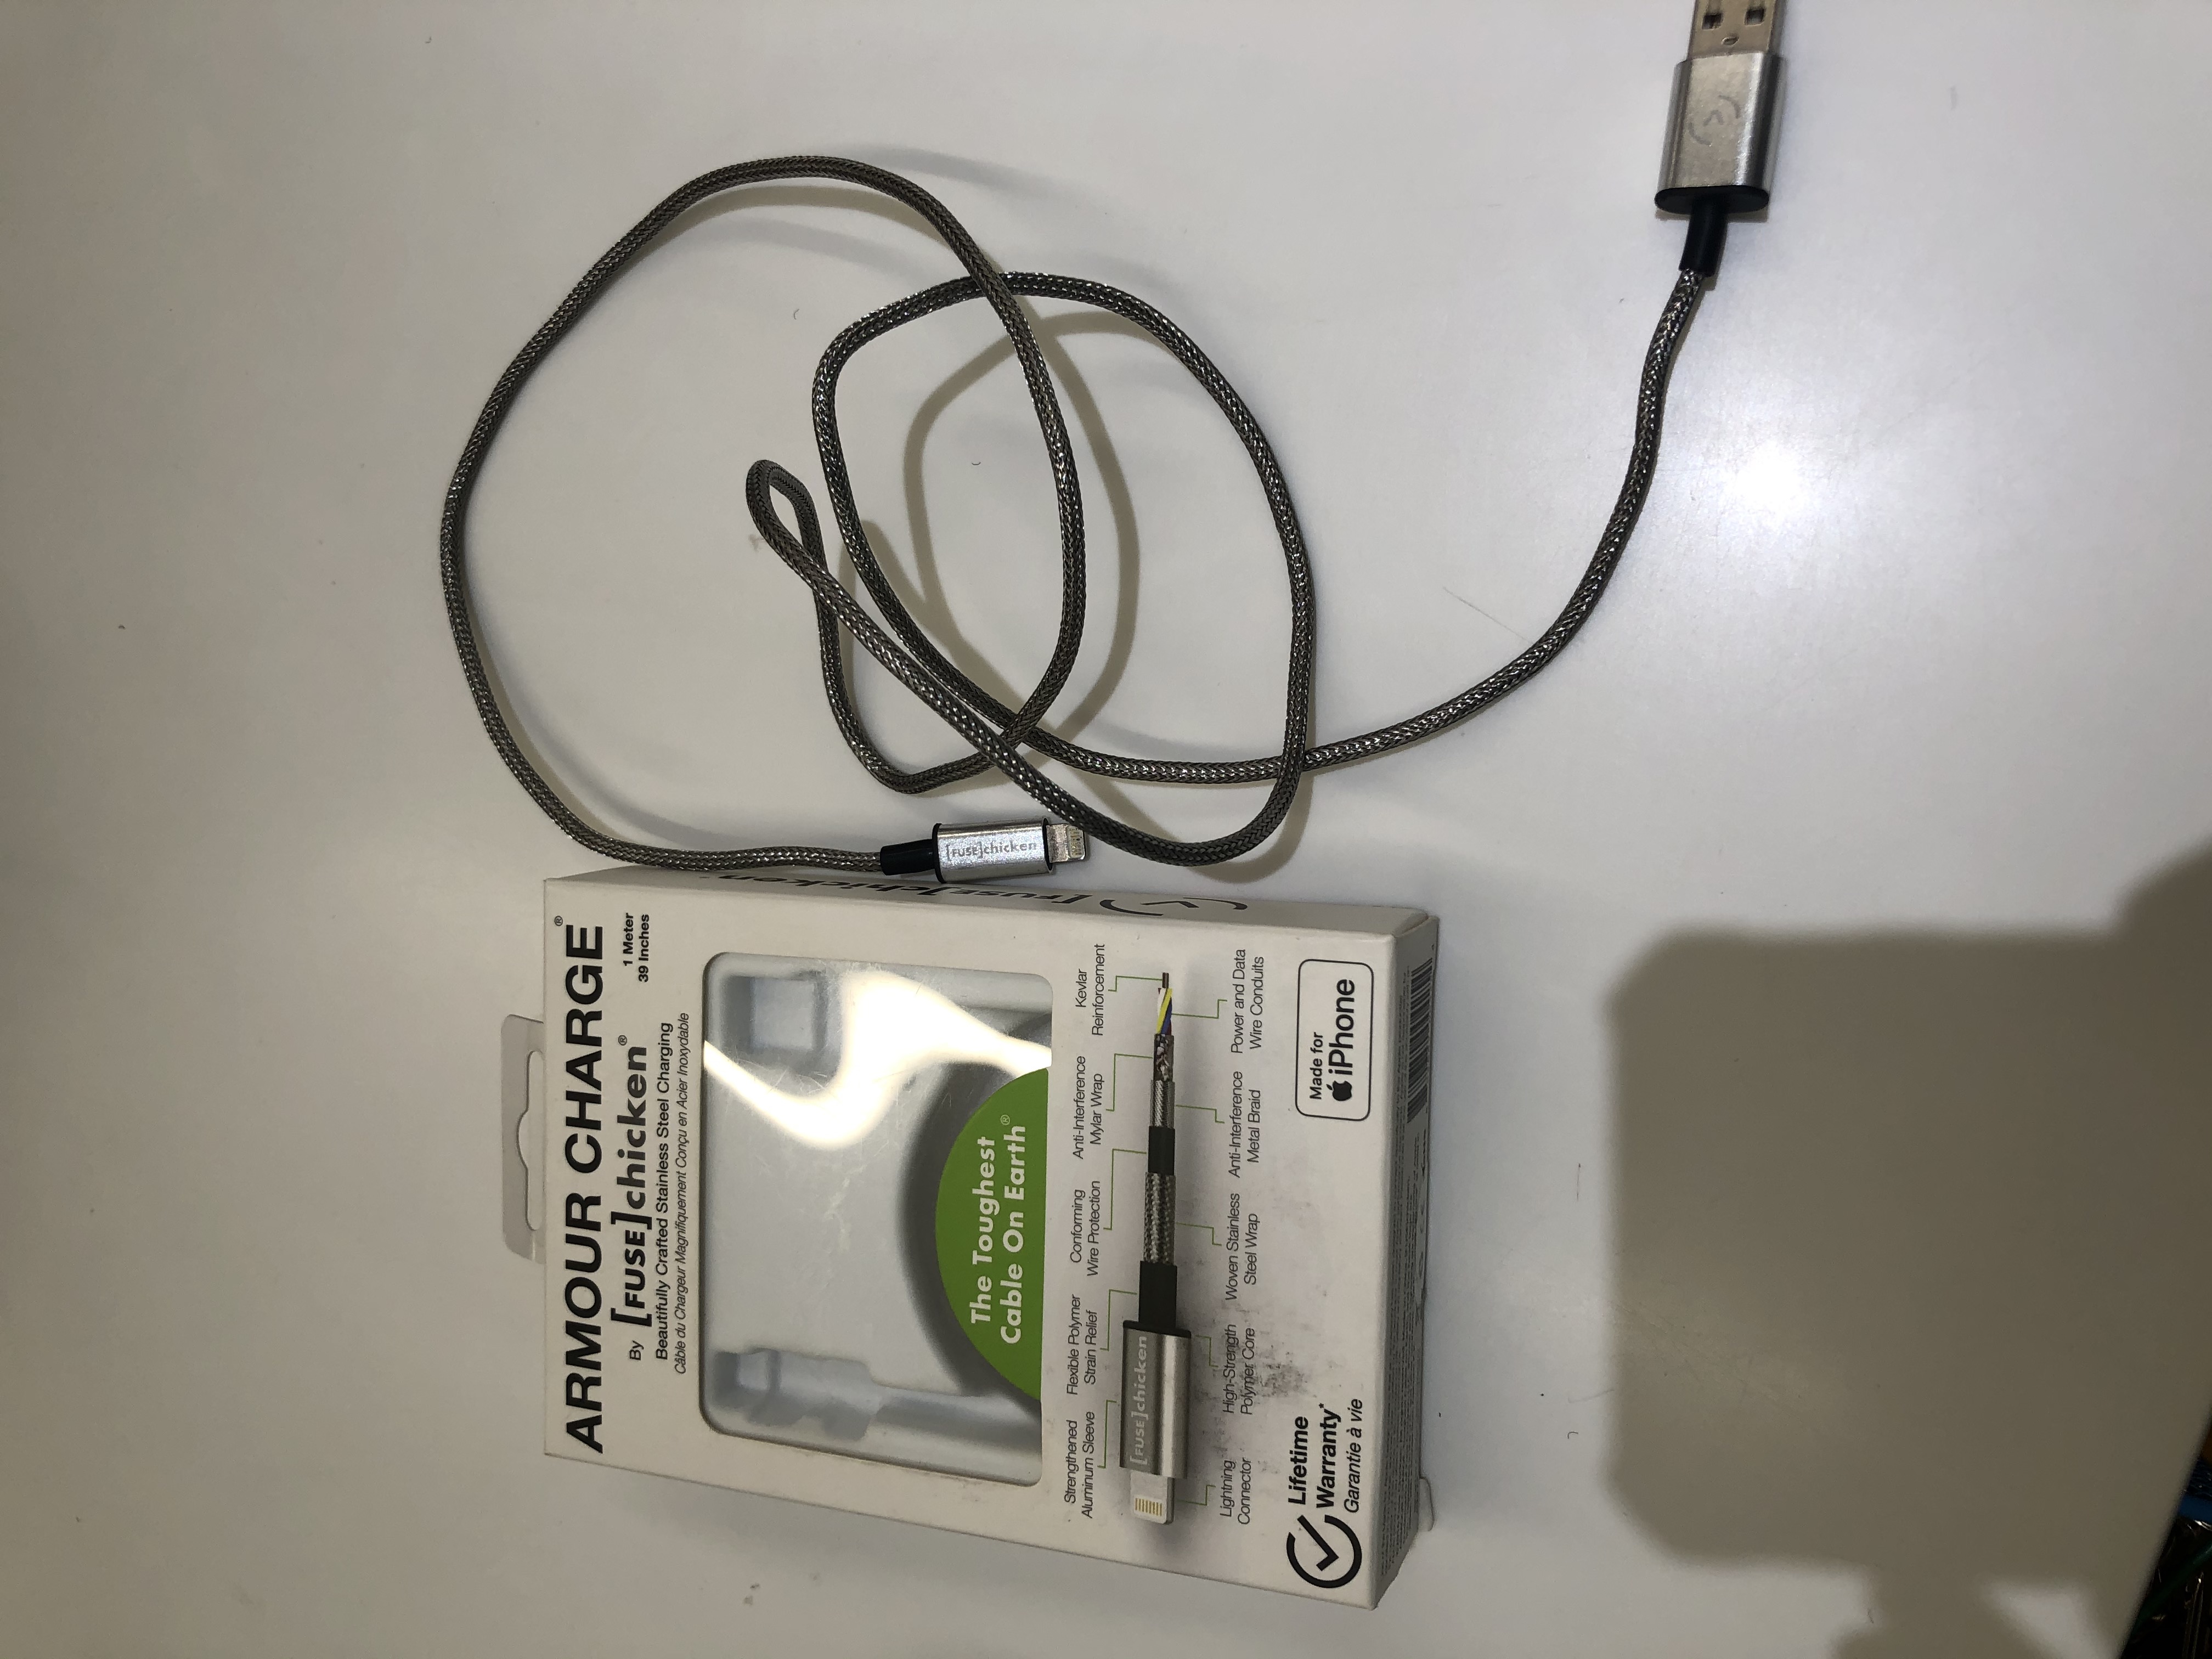 ARMOUR CHARGE®
By [FUSE]chicken®
1 Meter
39 Inches
Beautifully Crafted Stainless Steel Charging
Câble du Chargeur Magnifiquement Conçu en Acier Inoxydable
The Toughest
Cable On Earth®
Strengthened
Aluminum Sleeve
Flexible Polymer
Strain Relief
Conforming
Wire Protection
Anti-Interference
Mylar Wrap
Kevlar
Reinforcement
[FUSE]chicken
Lightning
Connector
High-Strength
Polymer Core
Woven Stainless
Steel Wrap
Anti-Interference
Metal Braid
Power and Data
Wire Conduits
Lifetime
Warranty*
Garantie à vie
Made for
iPhone
[FUSE]chicken
[FUSE]chicken